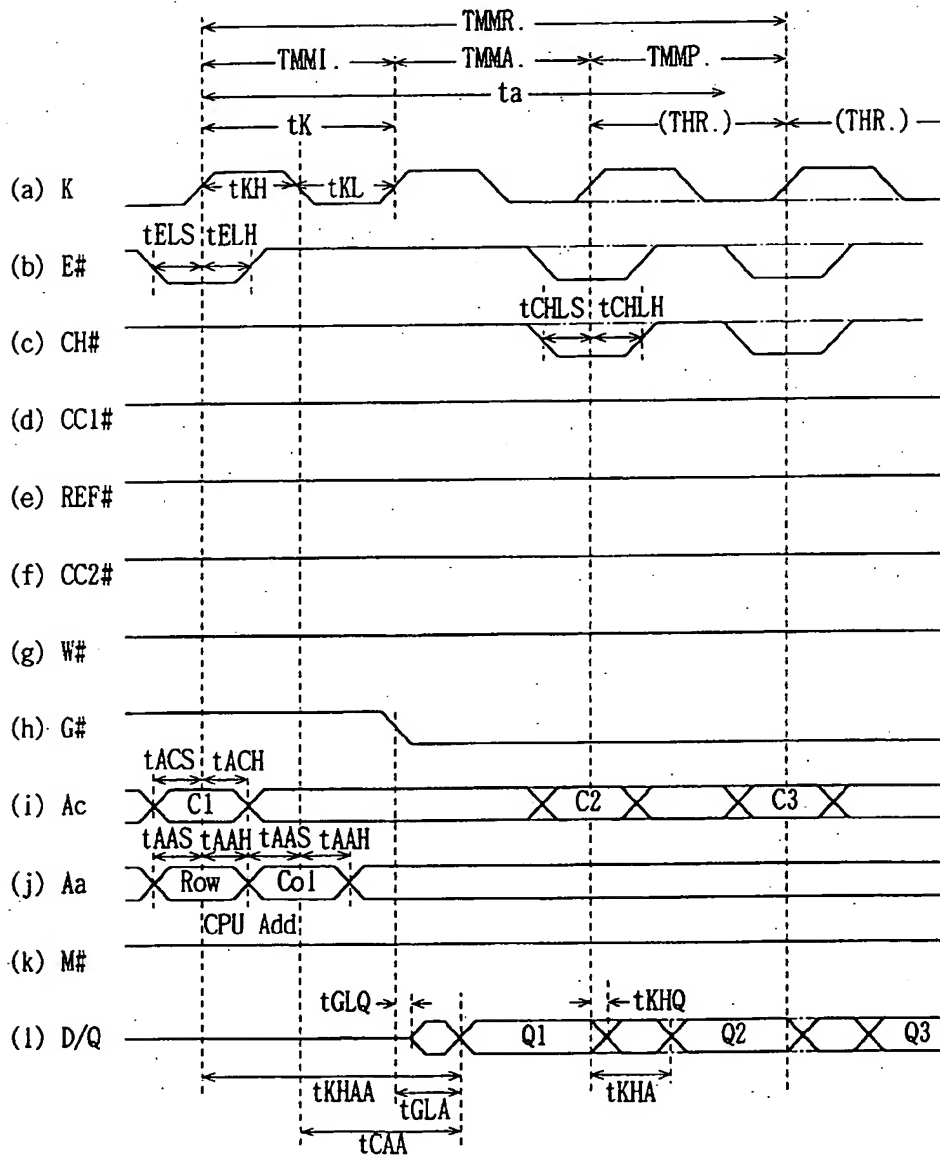 TMMR.
TMMI. TMMA. TMMP.
ta
tK (THR.) (THR.)
(a) K tKH tKL
tELS tELH
(b) E#
tCHLS tCHLH
(c) CH#
(d) CC1#
(e) REF#
(f) CC2#
(g) W#
(h) G#
tACS tACH
(i) Ac C1 C2 C3
tAAS tAAH tAAS tAAH
(j) Aa Row Col
CPU Add
(k) M#
tGLQ tKHQ
(l) D/Q Q1 Q2 Q3
tKHAA tKHA
tGLA
tCAA